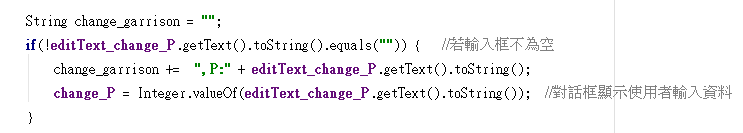 String change_garrison = "";
if(!editText_change_P.getText().toString().equals("")) { //若輸入框不為空
change_garrison += ", P:" + editText_change_P.getText().toString();
change_P = Integer.valueOf(editText_change_P.getText().toString()); //對話框顯示使用者輸入資料
}